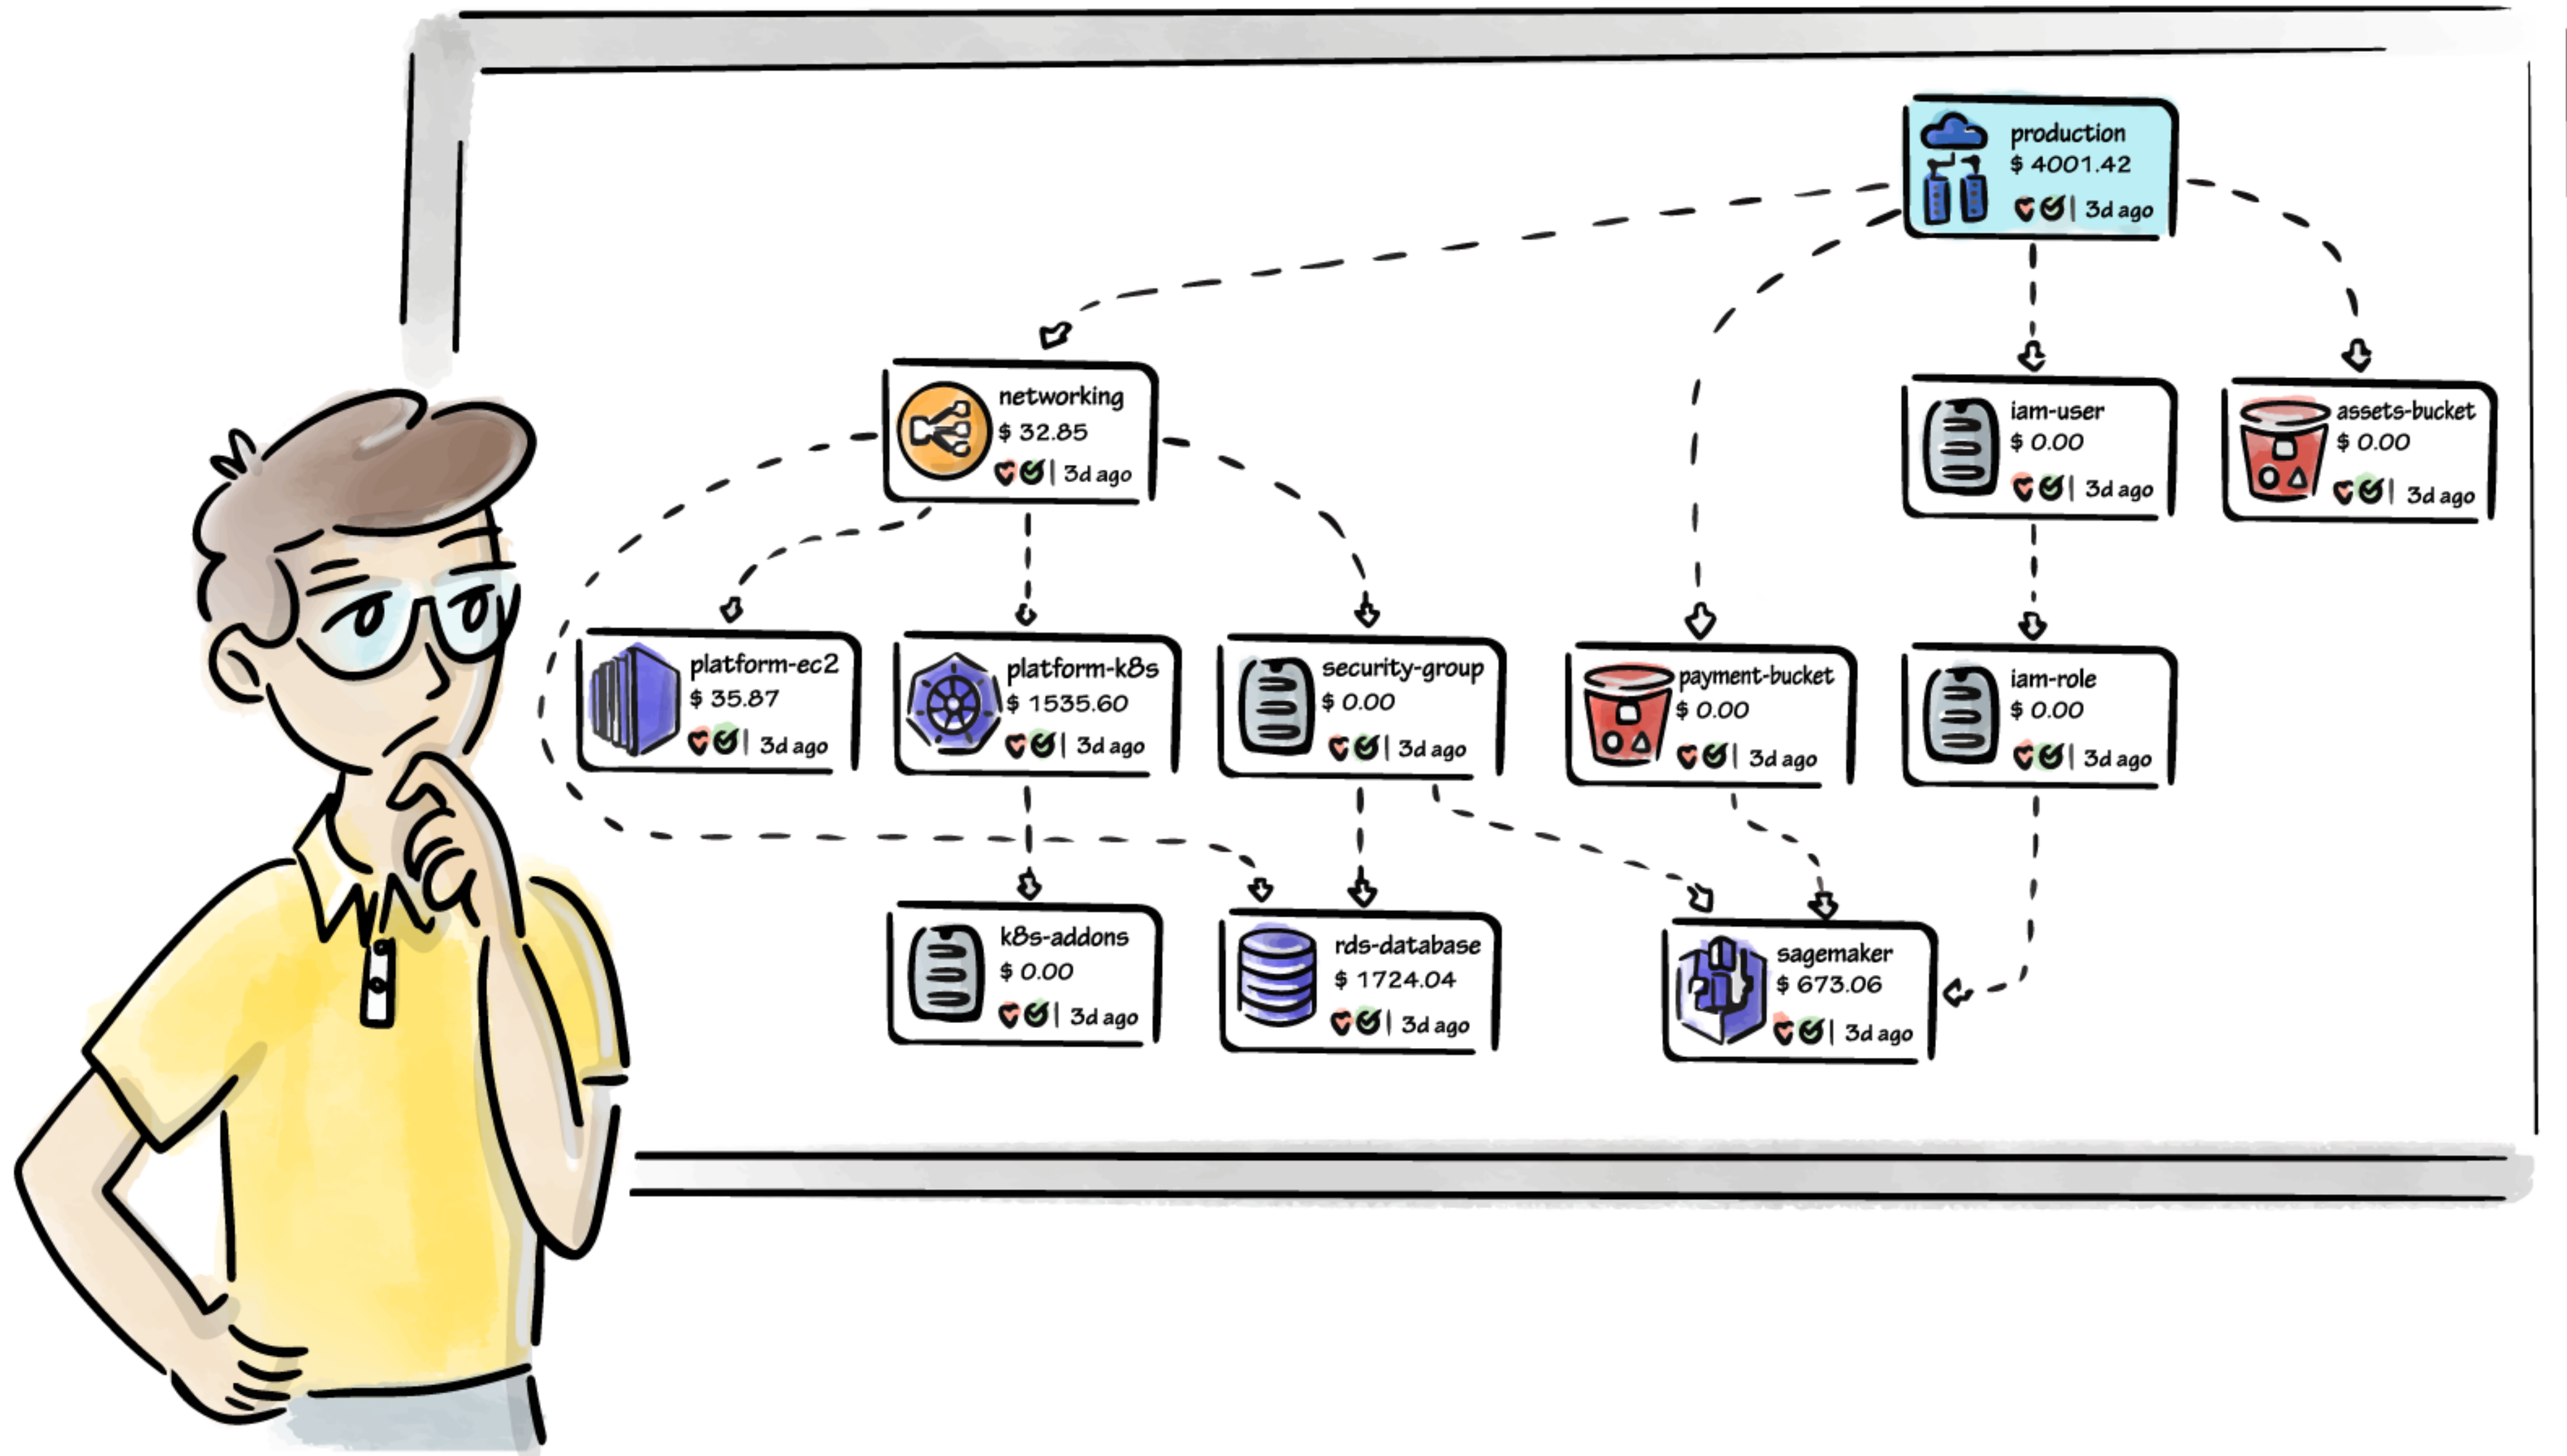 production
$ 4001.42
3d ago
networking
$ 32.85
3d ago
iam-user
$ 0.00
3d ago
assets-bucket
$ 0.00
3d ago
platform-ec2
$ 35.87
3d ago
platform-k8s
$ 1535.60
3d ago
security-group
$ 0.00
3d ago
payment-bucket
$ 0.00
3d ago
iam-role
$ 0.00
3d ago
k8s-addons
$ 0.00
3d ago
rds-database
$ 1724.04
3d ago
sagemaker
$ 673.06
3d ago